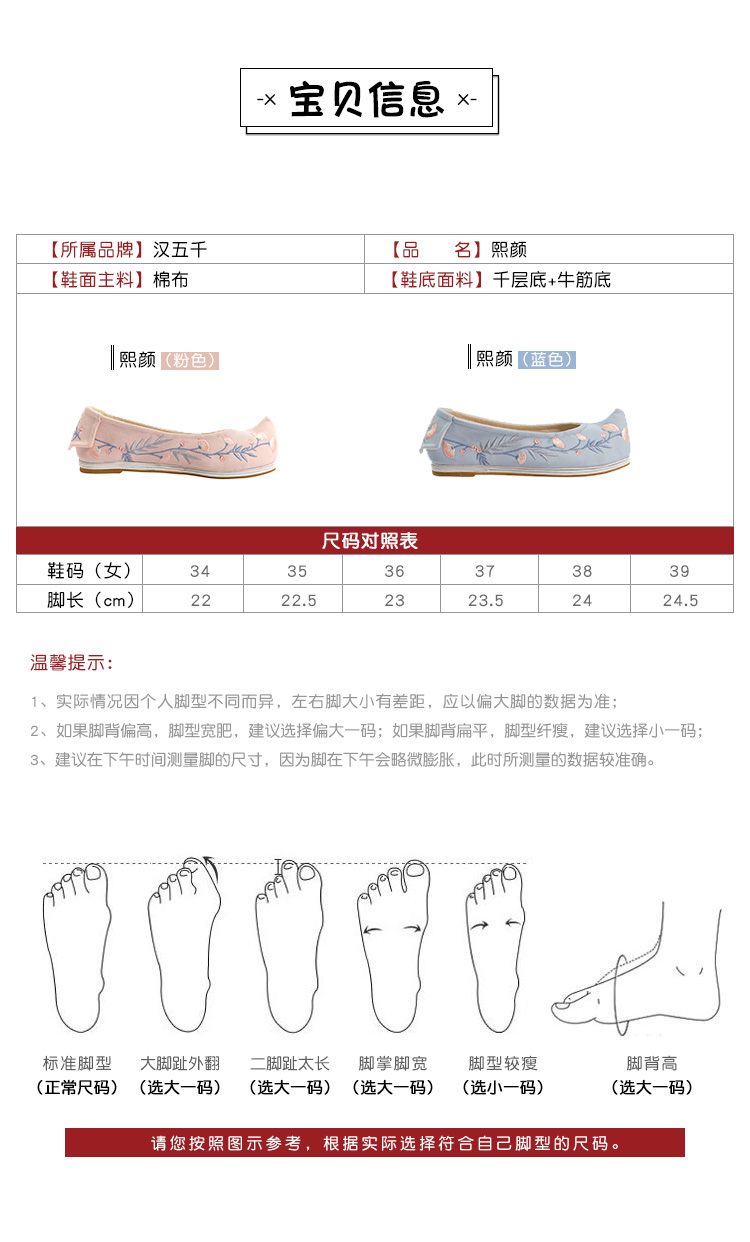 -× 宝贝信息 ×-
【所属品牌】汉五千 【品 名】熙颜
【鞋面主料】棉布 【鞋底面料】千层底+牛筋底
熙颜（粉色） 熙颜（蓝色）
尺码对照表
鞋码（女） 34 35 36 37 38 39
脚长（cm） 22 22.5 23 23.5 24 24.5
温馨提示：
1、实际情况因个人脚型不同而异，左右脚大小有差距，应以偏大脚的数据为准；
2、如果脚背偏高，脚型宽肥，建议选择偏大一码；如果脚背扁平，脚型纤瘦，建议选择小一码；
3、建议在下午时间测量脚的尺寸，因为脚在下午会略微膨胀，此时所测量的数据较准确。
标准脚型 大脚趾外翻 二脚趾太长 脚掌脚宽 脚型较瘦 脚背高
（正常尺码） （选大一码） （选大一码） （选大一码） （选小一码） （选大一码）
请您按照图示参考，根据实际选择符合自己脚型的尺码。